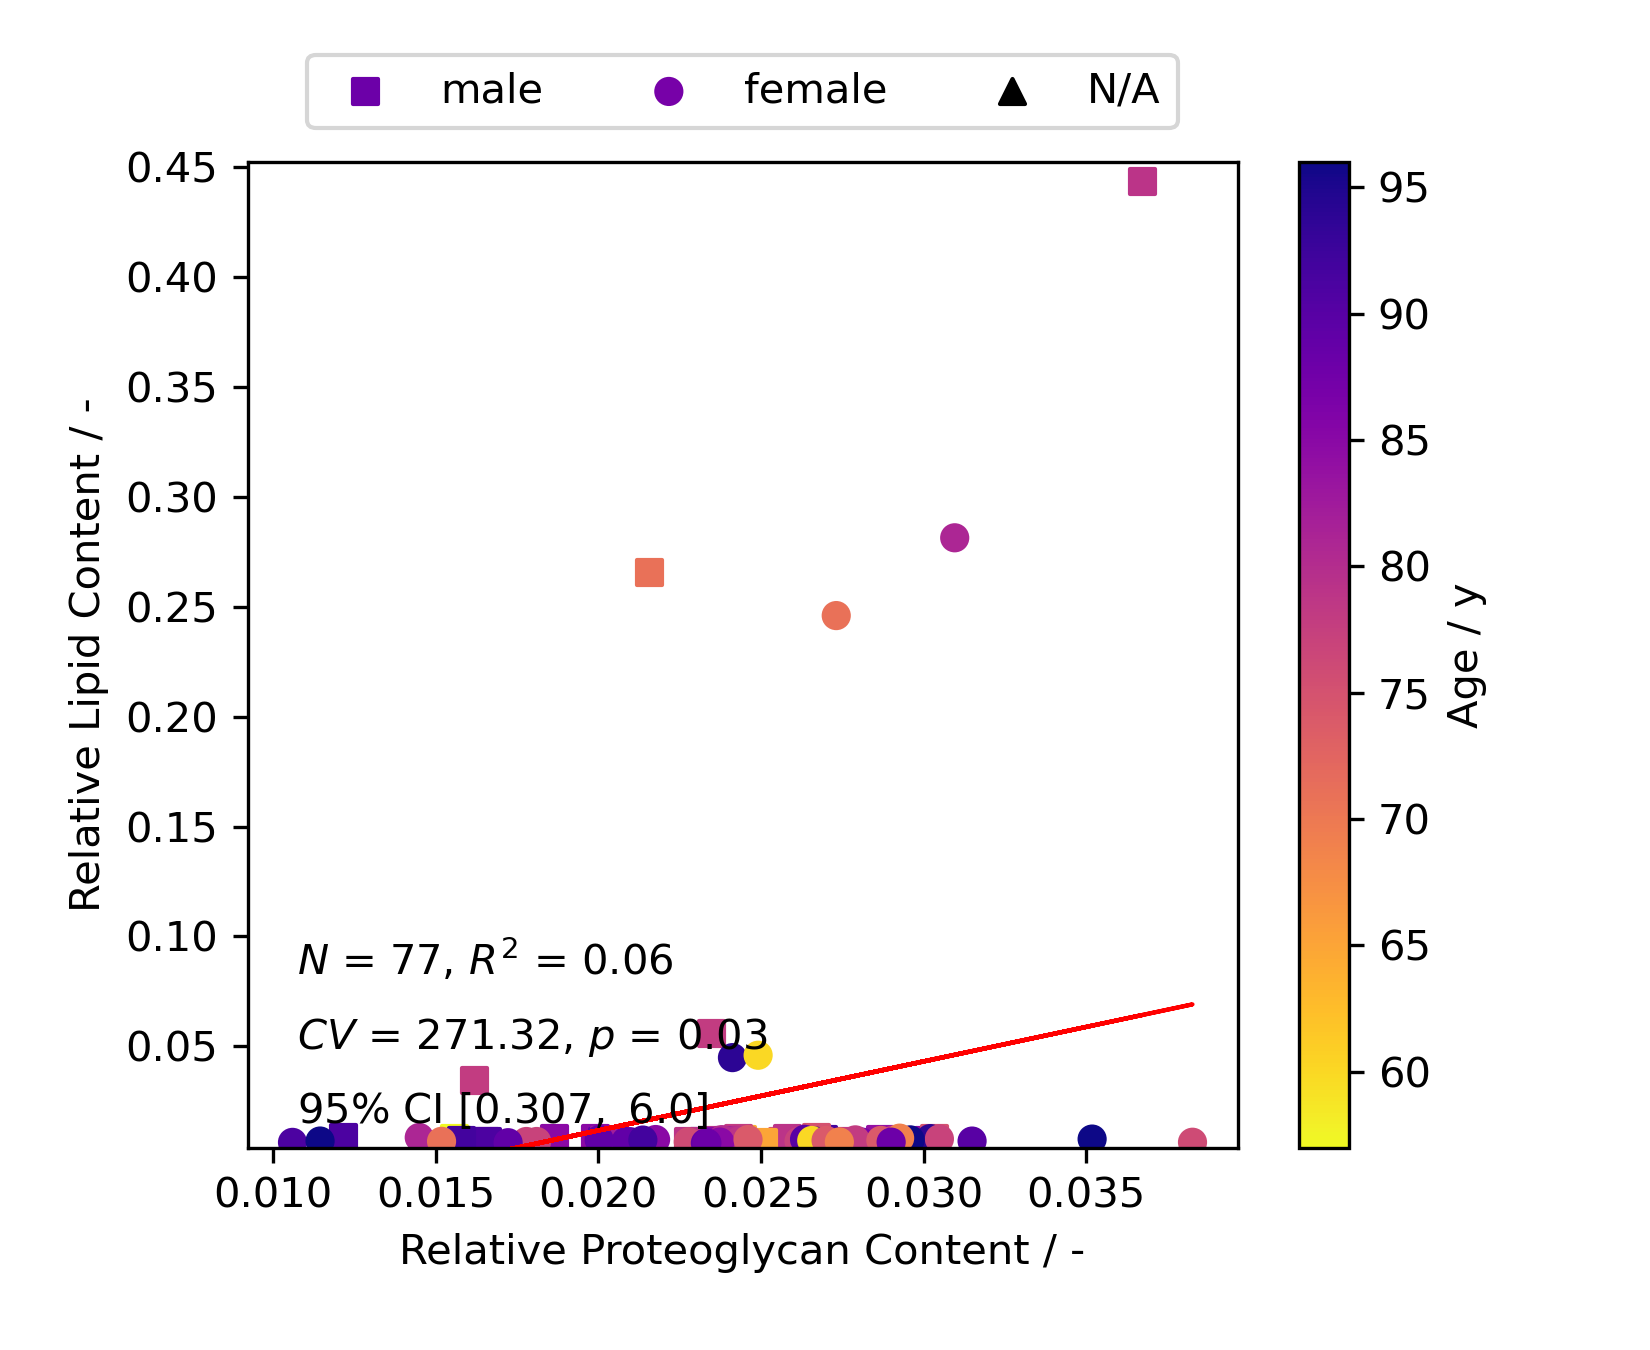 male female N/A
0.45
0.40
0.35
0.30
0.25
0.20
0.15
0.10
0.05
Relative Lipid Content / -
N = 77, R² = 0.06
CV = 271.32, p = 0.03
95% CI [0.307, 6.0]
0.010 0.015 0.020 0.025 0.030 0.035
Relative Proteoglycan Content / -
95
90
85
80
75
70
65
60
Age / y